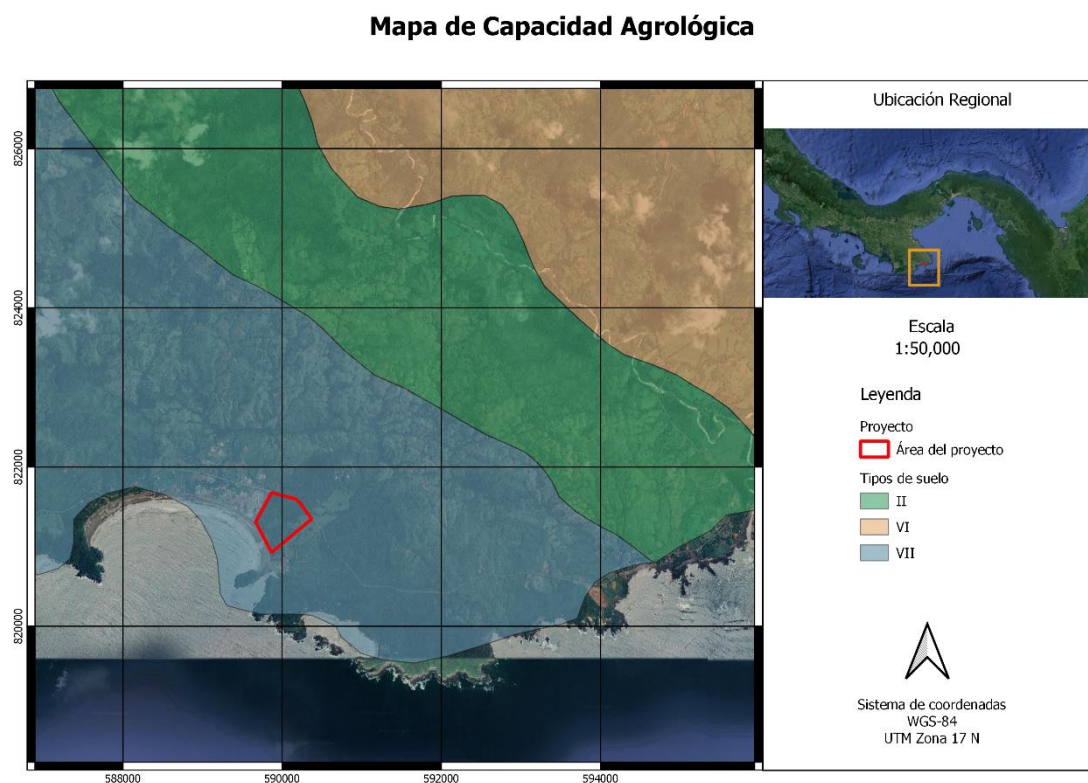 Mapa de Capacidad Agrológica
826000
824000
822000
820000
588000
590000
592000
594000
Ubicación Regional
Escala
1:50,000
Leyenda
Proyecto
Área del proyecto
Tipos de suelo
II
VI
VII
Sistema de coordenadas
WGS-84
UTM Zona 17 N